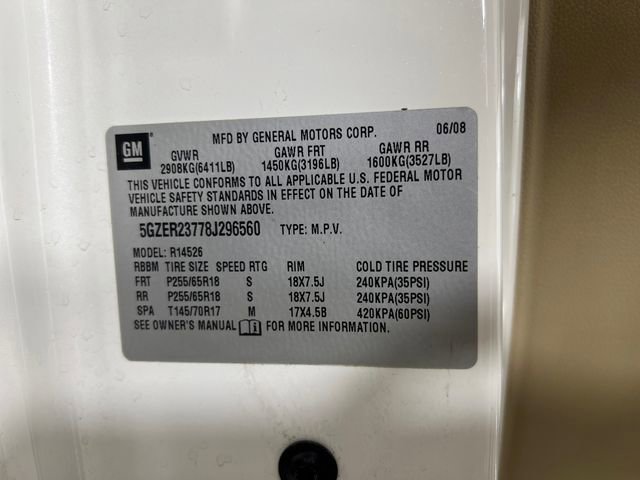 GM
MFD BY GENERAL MOTORS CORP. 06/08
GVWR GAWR FRT GAWR RR
2908KG(6411LB) 1450KG(3196LB) 1600KG(3527LB)
THIS VEHICLE CONFORMS TO ALL APPLICABLE U.S. FEDERAL MOTOR
VEHICLE SAFETY STANDARDS IN EFFECT ON THE DATE OF
MANUFACTURE SHOWN ABOVE.
5GZER23778J296560 TYPE: M.P.V.
MODEL: R14526
RBBM TIRE SIZE SPEED RTG RIM COLD TIRE PRESSURE
FRT P255/65R18 S 18X7.5J 240KPA(35PSI)
RR P255/65R18 S 18X7.5J 240KPA(35PSI)
SPA T145/70R17 M 17X4.5B 420KPA(60PSI)
SEE OWNER'S MANUAL FOR MORE INFORMATION.